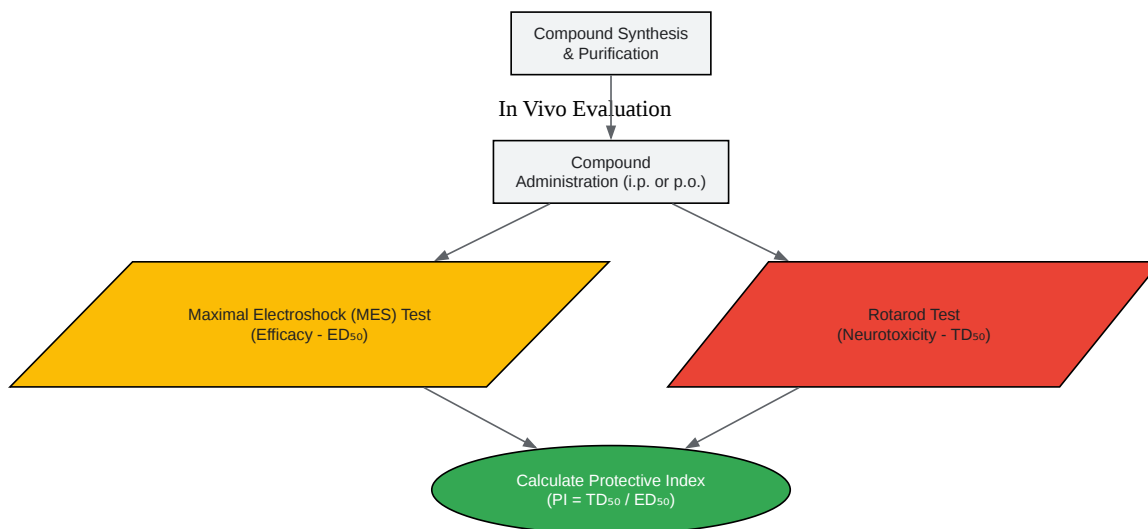 Compound Synthesis
& Purification
In Vivo Evaluation
Compound
Administration (i.p. or p.o.)
Maximal Electroshock (MES) Test
(Efficacy - ED₅₀)
Rotarod Test
(Neurotoxicity - TD₅₀)
Calculate Protective Index
(PI = TD₅₀ / ED₅₀)